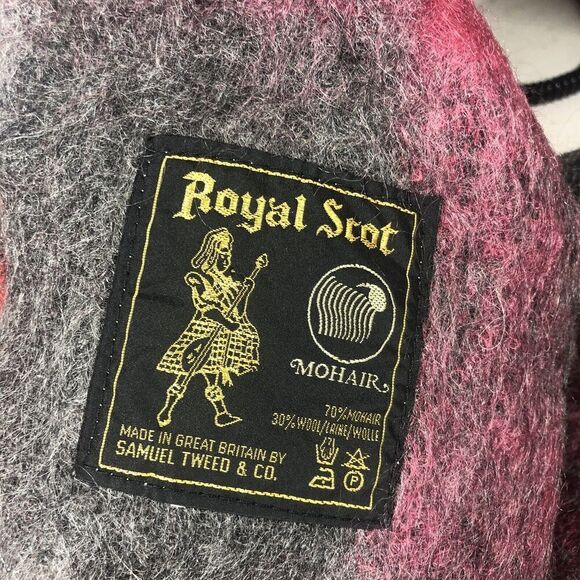 Royal Scot
MOHAIR
70% MOHAIR
30% WOOL/LAINE/WOLLE
MADE IN GREAT BRITAIN BY
SAMUEL TWEED & CO.
P